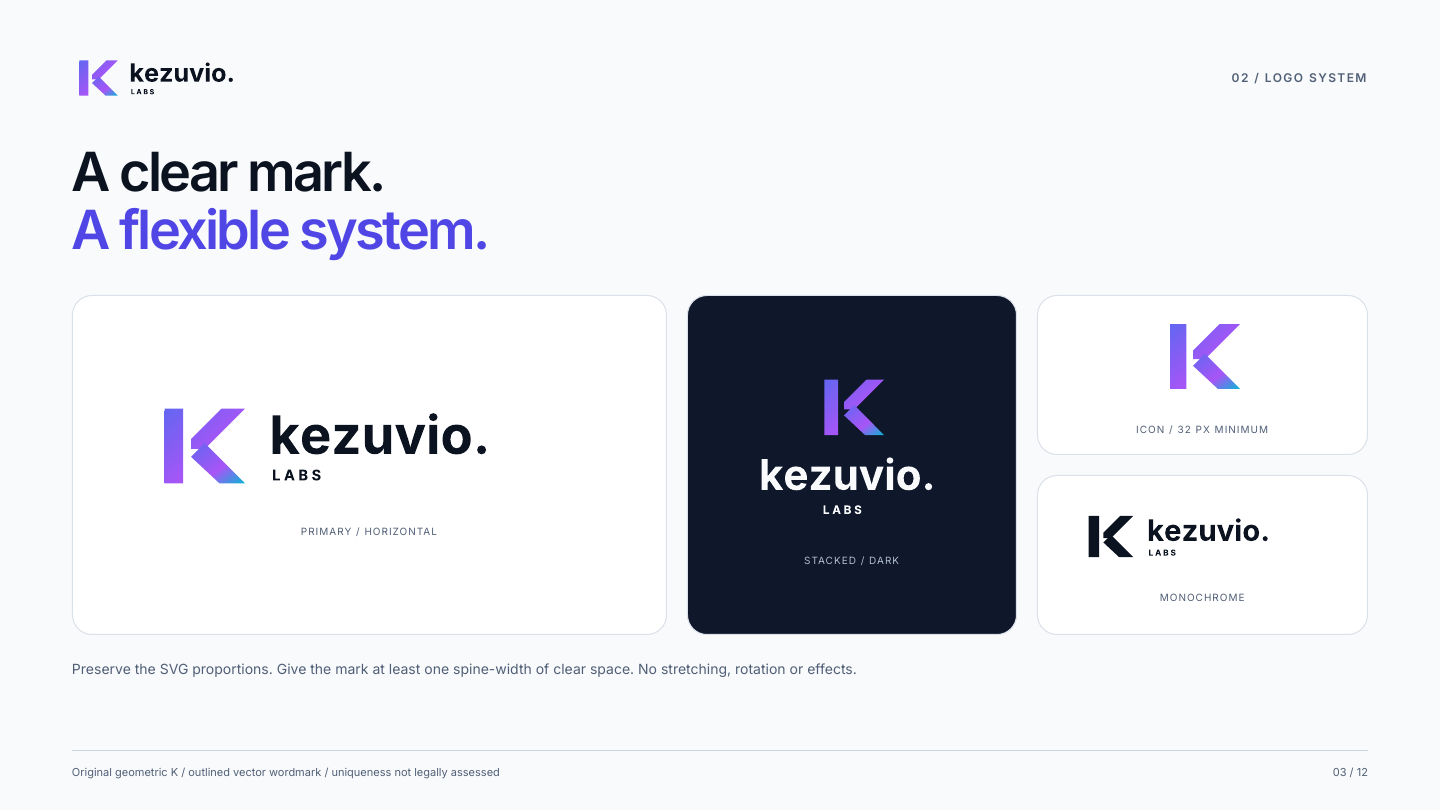 kezuvio.
LABS
02 / LOGO SYSTEM
A clear mark.
A flexible system.
kezuvio.
LABS
PRIMARY / HORIZONTAL
kezuvio.
LABS
STACKED / DARK
ICON / 32 PX MINIMUM
kezuvio.
LABS
MONOCHROME
Preserve the SVG proportions. Give the mark at least one spine-width of clear space. No stretching, rotation or effects.
Original geometric K / outlined vector wordmark / uniqueness not legally assessed
03 / 12